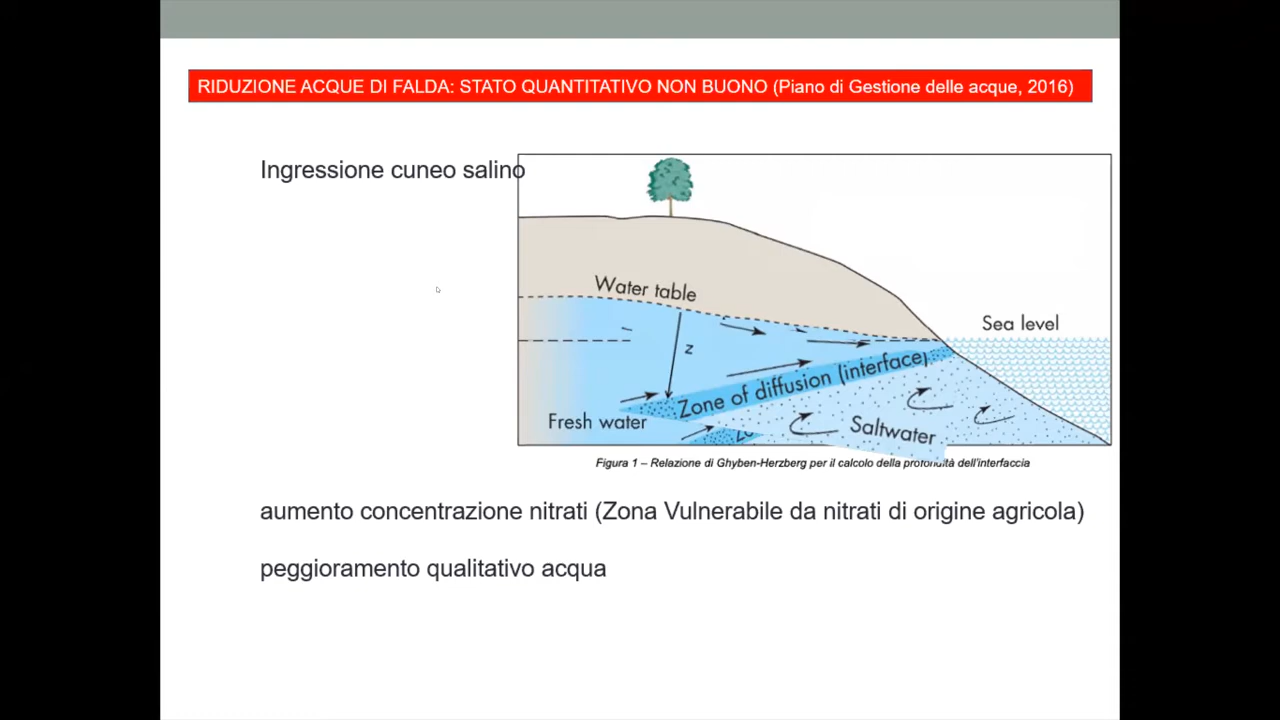 RIDUZIONE ACQUE DI FALDA: STATO QUANTITATIVO NON BUONO (Piano di Gestione delle acque, 2016)
Ingressione cuneo salino
Water table
Sea level
z
Zone of diffusion (interface)
Fresh water
Saltwater
Figura 1 – Relazione di Ghyben-Herzberg per il calcolo della profondità dell'interfaccia
aumento concentrazione nitrati (Zona Vulnerabile da nitrati di origine agricola)
peggioramento qualitativo acqua